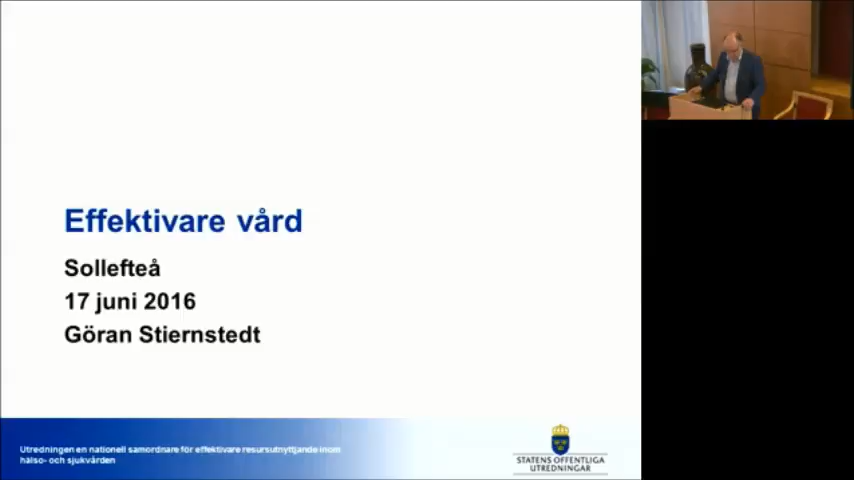 Effektivare vård
Sollefteå
17 juni 2016
Göran Stiernstedt
Utredningen en nationell samordnare för effektivare resursutnyttjande inom
hälso- och sjukvården
STATENS OFFENTLIGA
UTREDNINGAR